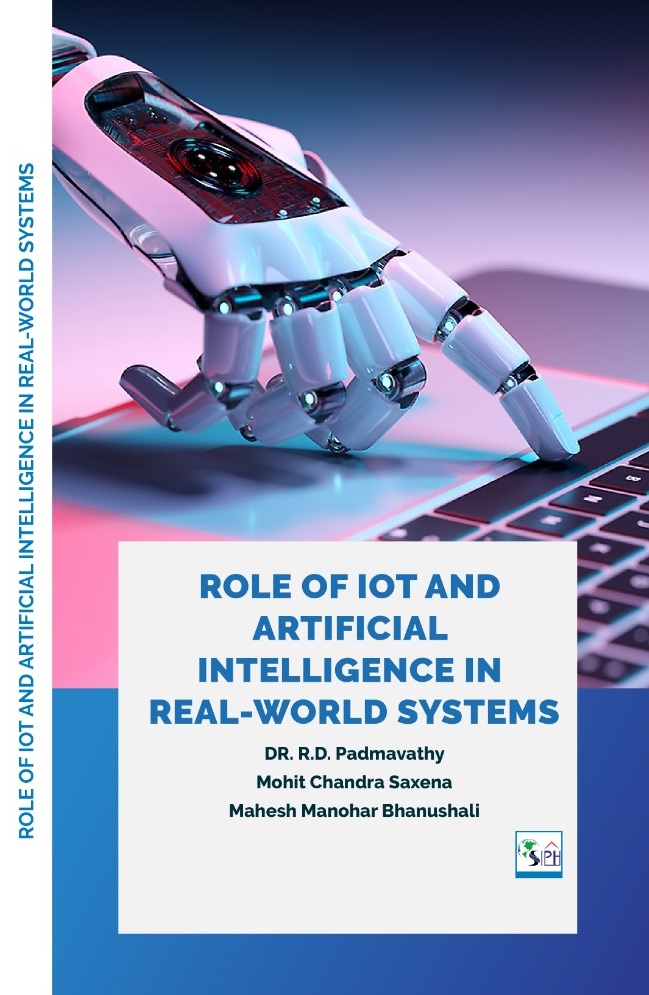 ROLE OF IOT AND ARTIFICIAL INTELLIGENCE IN REAL-WORLD SYSTEMS
ROLE OF IOT AND
ARTIFICIAL
INTELLIGENCE IN
REAL-WORLD SYSTEMS
DR. R.D. Padmavathy
Mohit Chandra Saxena
Mahesh Manohar Bhanushali
SIPH